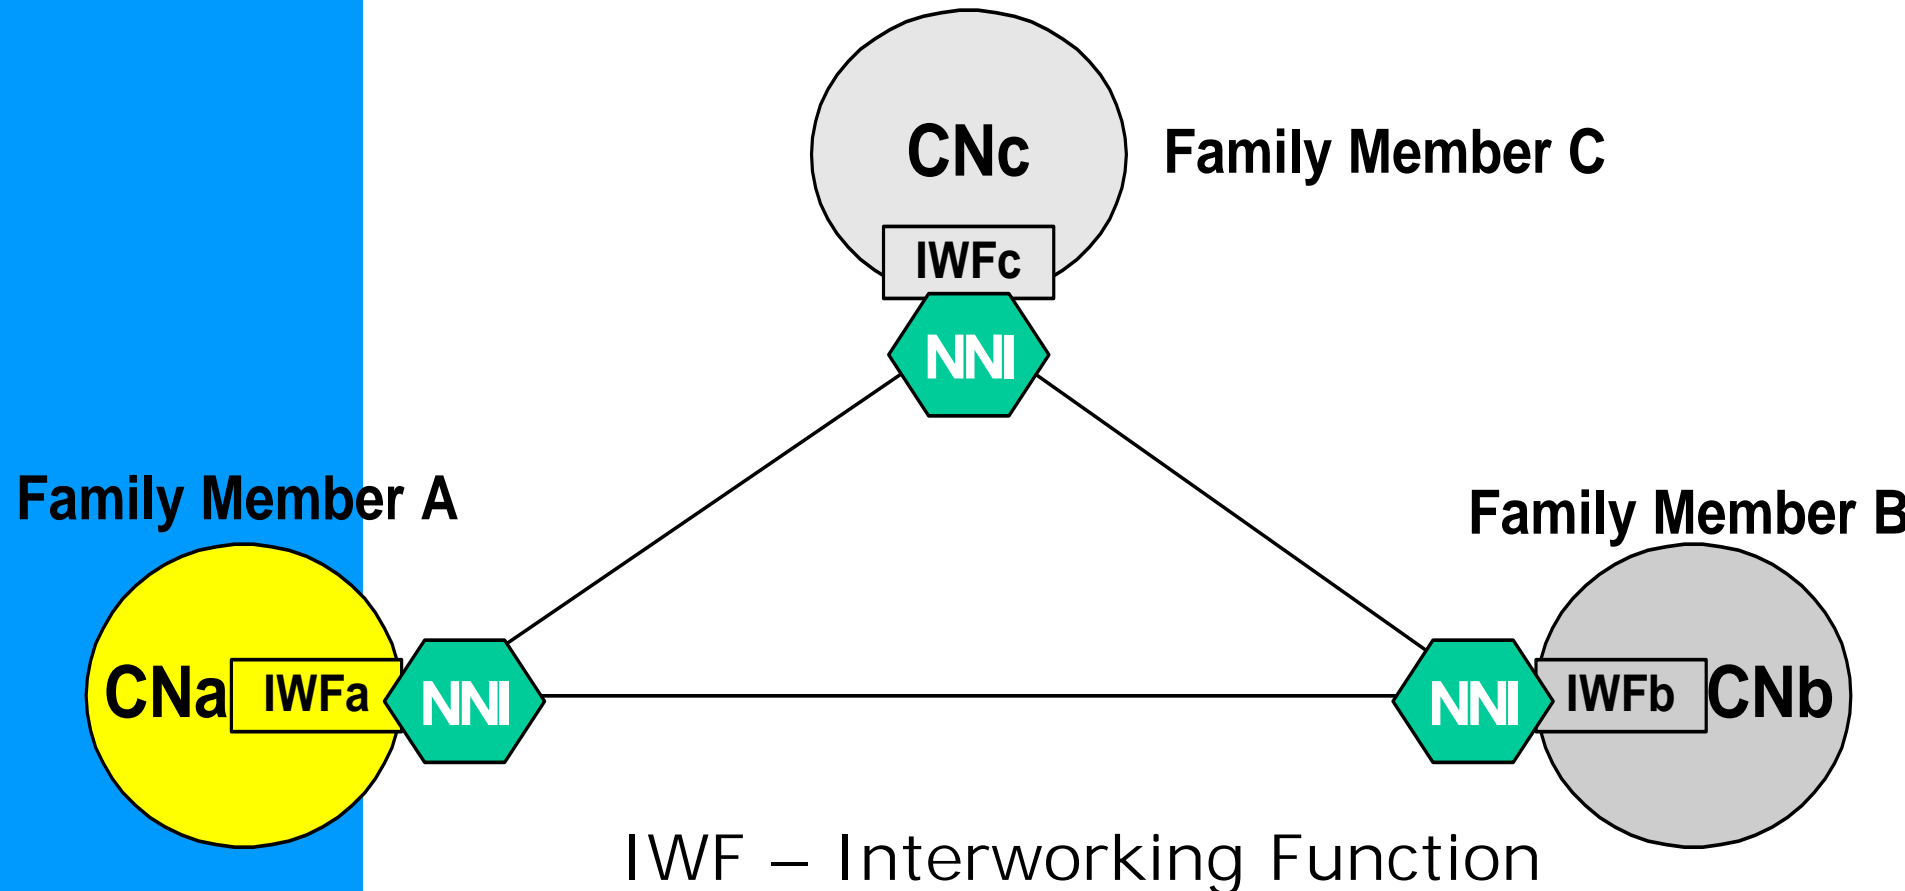 CNc
Family Member C
IWFc
NNI
Family Member A
Family Member B
CNa
IWFa
NNI
NNI
IWFb
CNb
IWF – Interworking Function